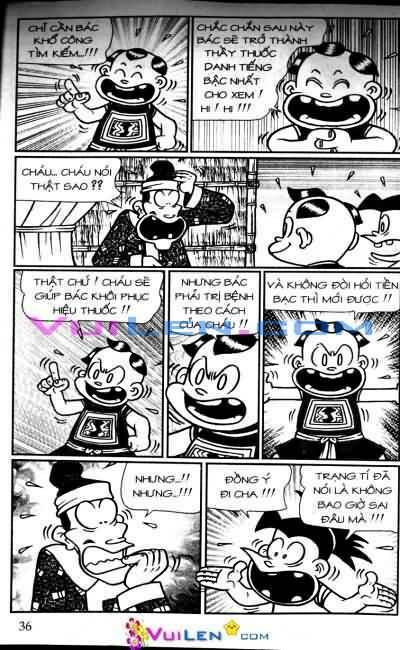 CHỈ CẦN BÁC
KHỔ CÔNG
TÌM KIẾM...!!!
CHẮC CHẮN SAU NÀY
BÁC SẼ TRỞ THÀNH
THẦY THUỐC
DANH TIẾNG
BẬC NHẤT
CHO XEM !
HI ! HI !!!
CHÁU... CHÁU NÓI
THẬT SAO ??
THẬT CHỨ ! CHÁU SẼ
GIÚP BÁC KHÔI PHỤC
HIỆU THUỐC !!
NHƯNG BÁC
PHẢI TRỊ BỆNH
THEO CÁCH
CỦA CHÁU !!
VÀ KHÔNG ĐÒI HỎI TIỀN
BẠC THÌ MỚI ĐƯỢC !!
VUILEN.COM
NHƯNG...!!
NHƯNG...!!!
ĐỒNG Ý
ĐI CHA !!!
TRẠNG TÍ ĐÃ
NÓI LÀ KHÔNG
BAO GIỜ SAI
ĐÂU MÀ !!!
36
VUILEN.COM